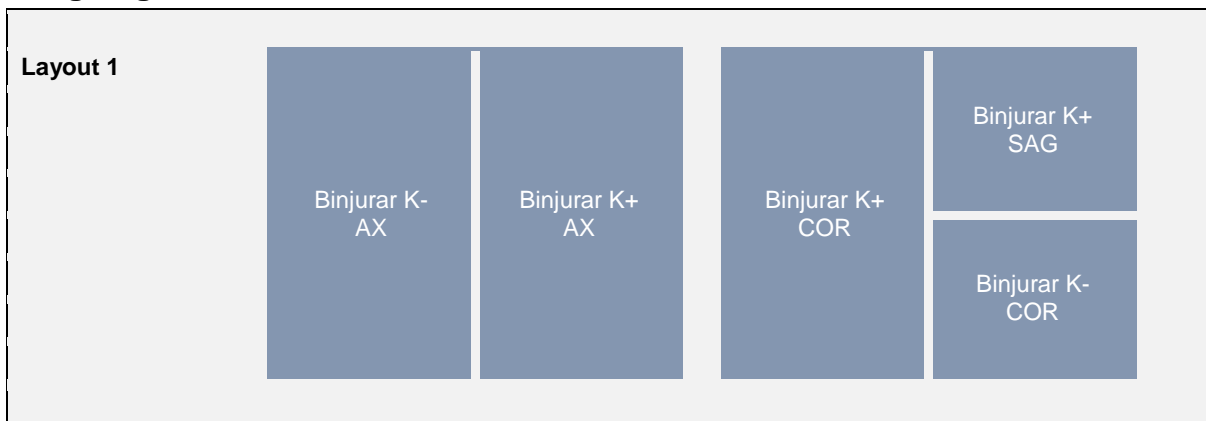 Layout 1
Binjurar K-
AX
Binjurar K+
AX
Binjurar K+
COR
Binjurar K+
SAG
Binjurar K-
COR